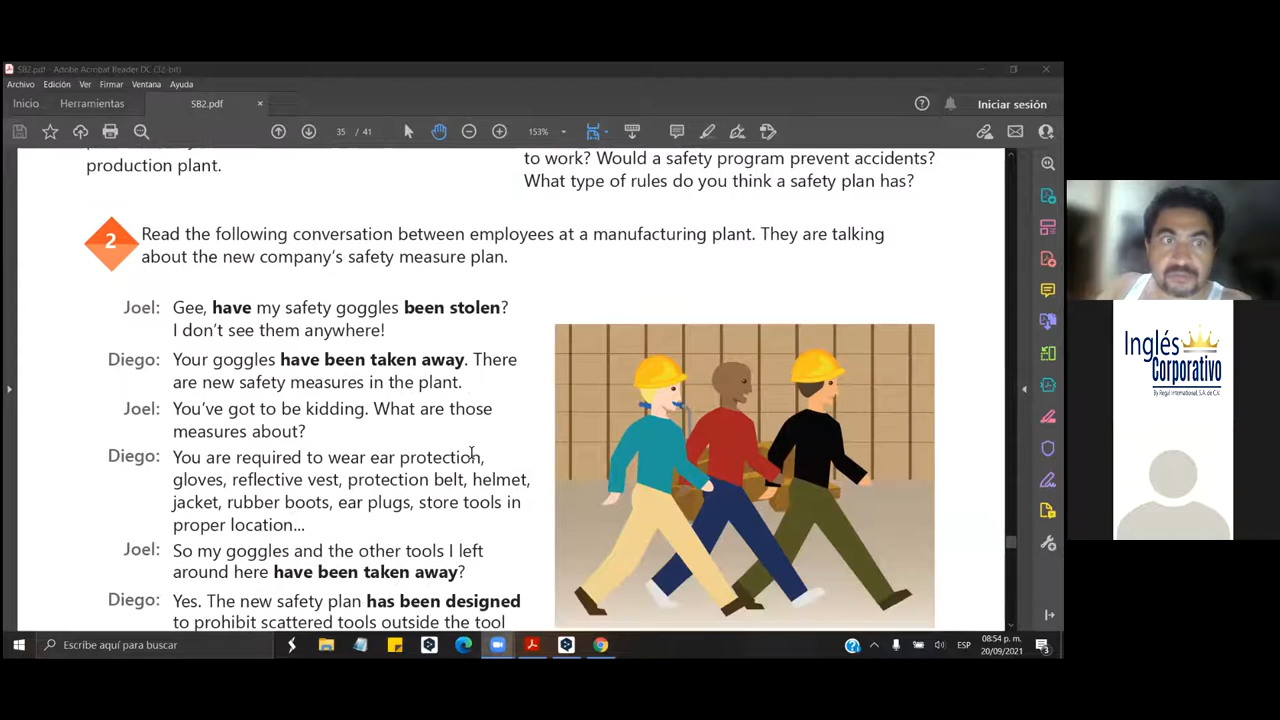 SB2.pdf - Adobe Acrobat Reader DC (32-bit)
Archivo Edición Ver Firmar Ventana Ayuda
Inicio Herramientas SB2.pdf × Iniciar sesión
35 / 41 153%
production plant.
to work? Would a safety program prevent accidents?
What type of rules do you think a safety plan has?
2
Read the following conversation between employees at a manufacturing plant. They are talking
about the new company's safety measure plan.
Joel: Gee, have my safety goggles been stolen?
I don't see them anywhere!
Diego: Your goggles have been taken away. There
are new safety measures in the plant.
Joel: You've got to be kidding. What are those
measures about?
Diego: You are required to wear ear protection,
gloves, reflective vest, protection belt, helmet,
jacket, rubber boots, ear plugs, store tools in
proper location...
Joel: So my goggles and the other tools I left
around here have been taken away?
Diego: Yes. The new safety plan has been designed
to prohibit scattered tools outside the tool
Inglés
Corporativo
By Regal International, S.A. de C.V.
Escribe aquí para buscar
ESP
08:54 p. m.
20/09/2021
3